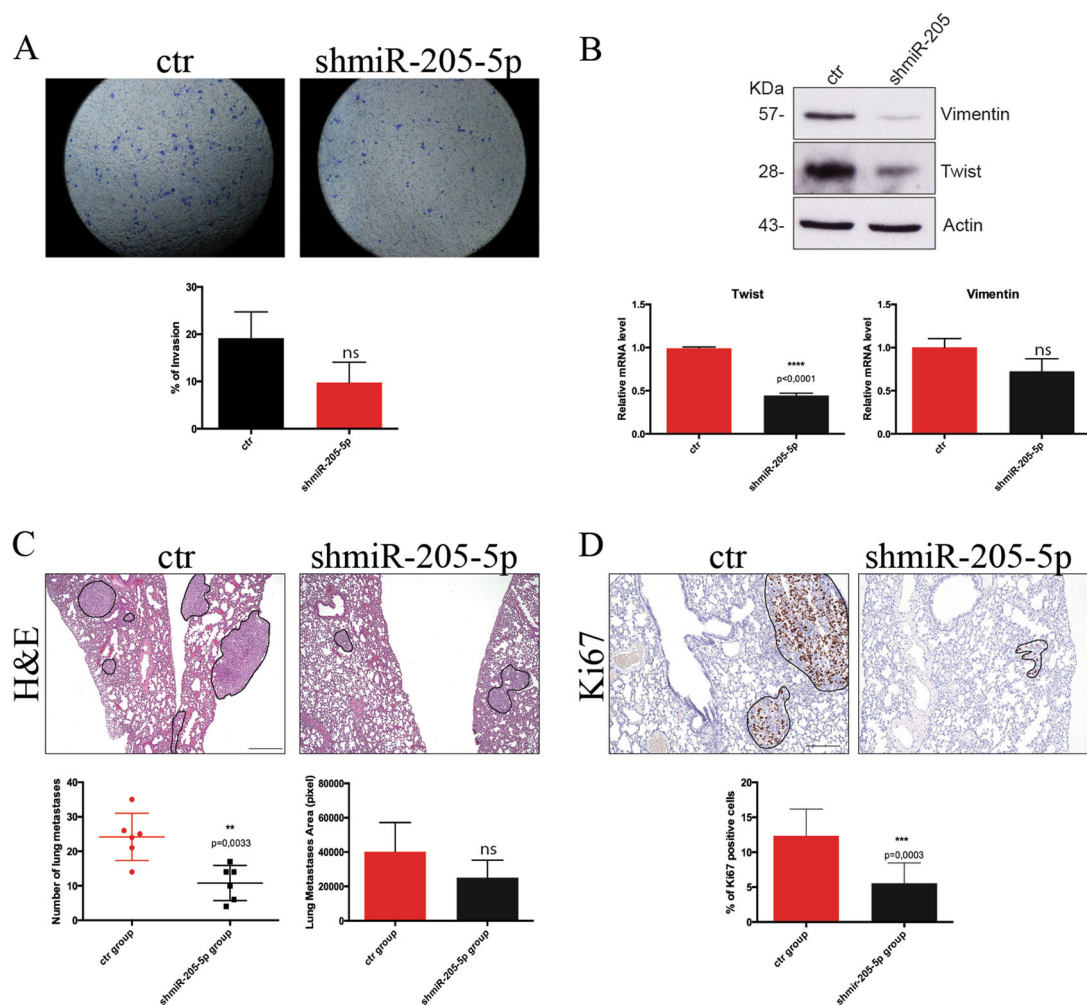 A
ctr
shmiR-205-5p
% of Invasion
30
20
10
0
ns
ctr
shmiR-205-5p
B
ctr
shmiR-205
KDa
57-
Vimentin
28-
Twist
43-
Actin
Twist
Relative mRNA level
1.5
1.0
0.5
0.0
****
p<0,0001
ctr
shmiR-205-5p
Vimentin
Relative mRNA level
1.5
1.0
0.5
0.0
ns
ctr
shmiR-205-5p
C
ctr
shmiR-205-5p
H&E
Number of lung metastases
40
30
20
10
0
**
p=0,0033
ctr group
shmiR-205-5p group
Lung Metastases Area (pixel)
80000
60000
40000
20000
0
ns
ctr group
shmiR-205-5p group
D
ctr
shmiR-205-5p
Ki67
% of Ki67 positive cells
20
15
10
5
0
***
p=0,0003
ctr group
shmir-205-5p group